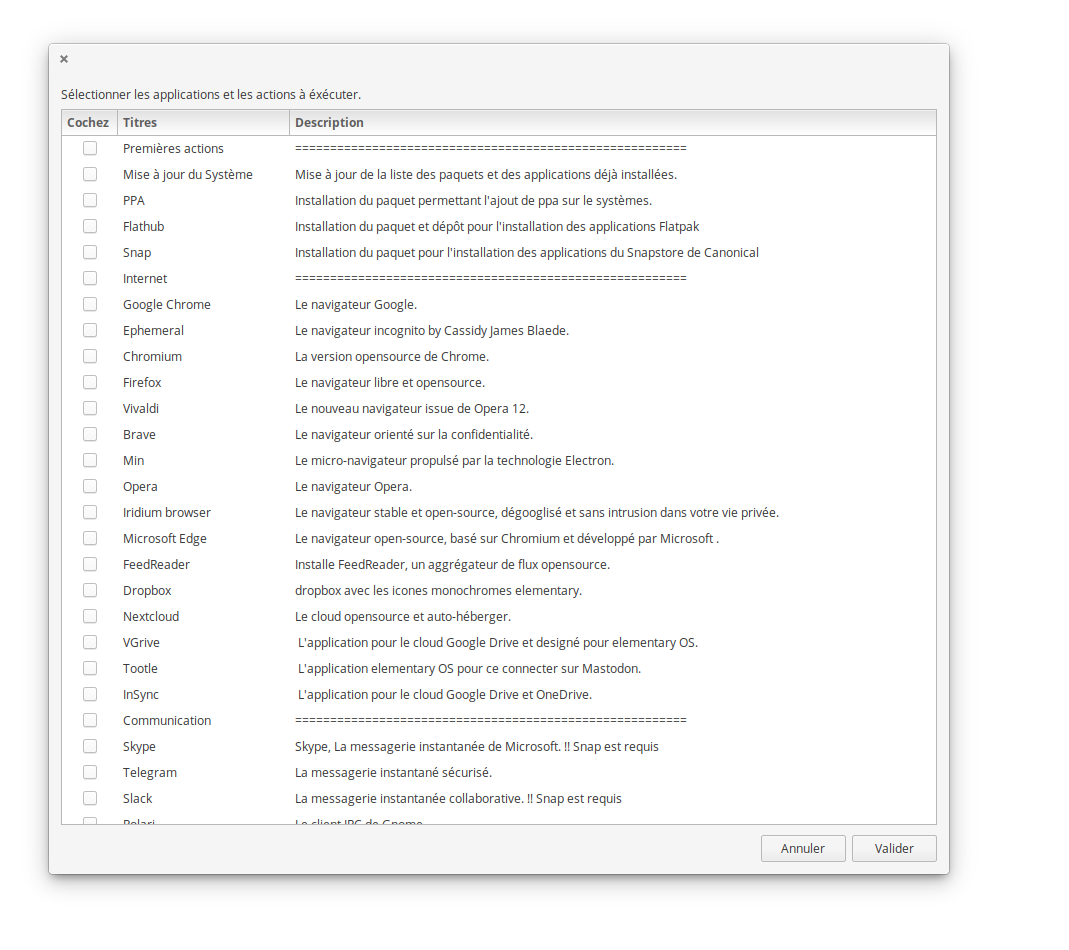 Sélectionner les applications et les actions à éxécuter.
Cochez Titres Description
Premières actions ========================================================
Mise à jour du Système Mise à jour de la liste des paquets et des applications déjà installées.
PPA Installation du paquet permettant l'ajout de ppa sur le systèmes.
Flathub Installation du paquet et dépôt pour l'installation des applications Flatpak
Snap Installation du paquet pour l'installation des applications du Snapstore de Canonical
Internet ========================================================
Google Chrome Le navigateur Google.
Ephemeral Le navigateur incognito by Cassidy James Blaede.
Chromium La version opensource de Chrome.
Firefox Le navigateur libre et opensource.
Vivaldi Le nouveau navigateur issue de Opera 12.
Brave Le navigateur orienté sur la confidentialité.
Min Le micro-navigateur propulsé par la technologie Electron.
Opera Le navigateur Opera.
Iridium browser Le navigateur stable et open-source, dégooglisé et sans intrusion dans votre vie privée.
Microsoft Edge Le navigateur open-source, basé sur Chromium et développé par Microsoft .
FeedReader Installe FeedReader, un aggrégateur de flux opensource.
Dropbox dropbox avec les icones monochromes elementary.
Nextcloud Le cloud opensource et auto-héberger.
VGrive L'application pour le cloud Google Drive et designé pour elementary OS.
Tootle L'application elementary OS pour ce connecter sur Mastodon.
InSync L'application pour le cloud Google Drive et OneDrive.
Communication ========================================================
Skype Skype, La messagerie instantanée de Microsoft. !! Snap est requis
Telegram La messagerie instantané sécurisé.
Slack La messagerie instantanée collaborative. !! Snap est requis
Polari Le client IRC de Gnome
Annuler Valider